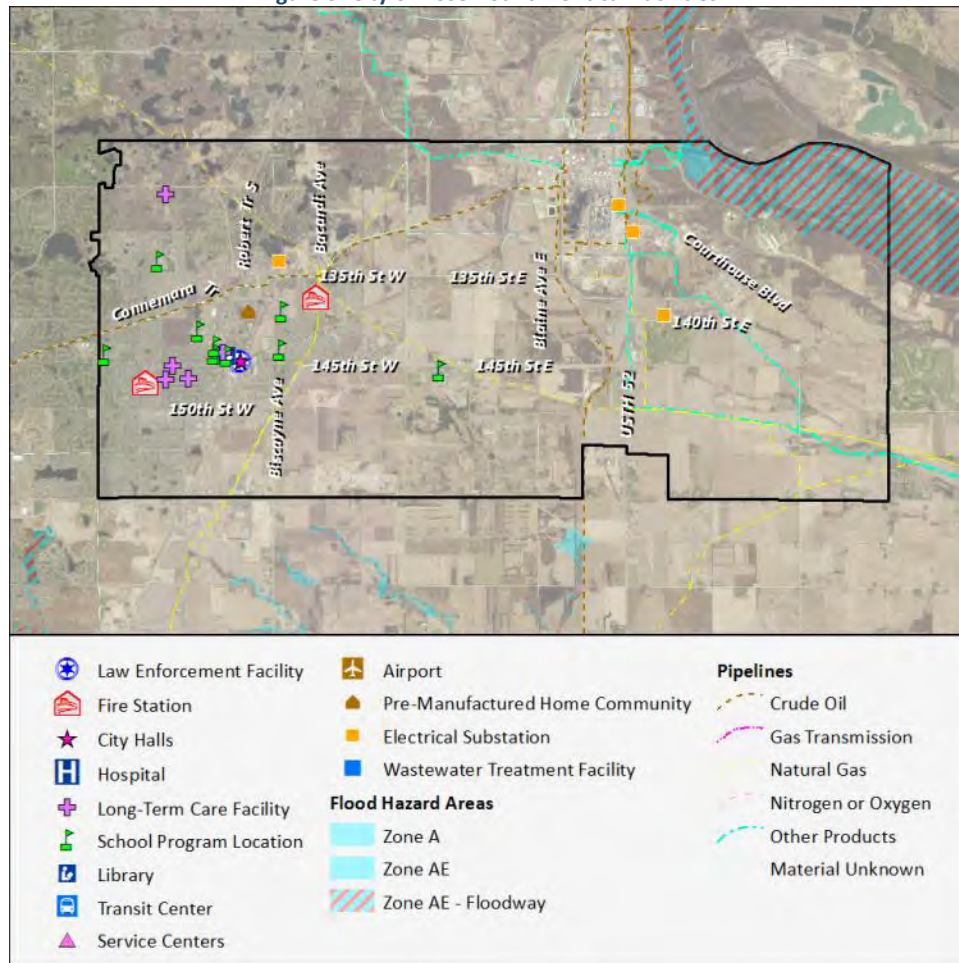 Robert Tr S
Bacardi Ave
135th St W
135th St E
Connemara Tr
Blaine Ave E
Courthouse Blvd
140th St E
145th St W
145th St E
150th St W
Biscayne Ave
USTH 52
Law Enforcement Facility
Fire Station
City Halls
Hospital
Long-Term Care Facility
School Program Location
Library
Transit Center
Service Centers
Airport
Pre-Manufactured Home Community
Electrical Substation
Wastewater Treatment Facility
Flood Hazard Areas
Zone A
Zone AE
Zone AE - Floodway
Pipelines
Crude Oil
Gas Transmission
Natural Gas
Nitrogen or Oxygen
Other Products
Material Unknown